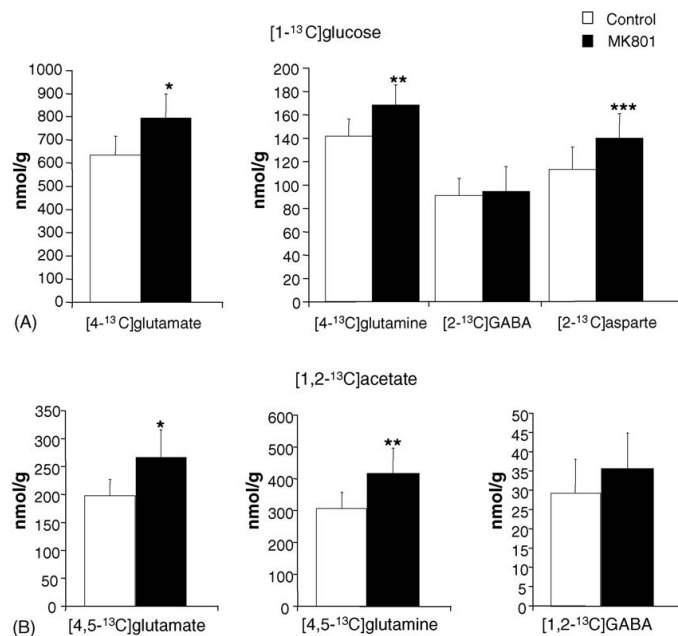 Control
MK801
[1-¹³C]glucose
1000
900
800
700
600
500
400
300
200
100
0
nmol/g
*
[4-¹³C]glutamate
(A)
200
180
160
140
120
100
80
60
40
20
0
nmol/g
**
***
[4-¹³C]glutamine
[2-¹³C]GABA
[2-¹³C]asparte
[1,2-¹³C]acetate
350
300
250
200
150
100
50
0
nmol/g
*
[4,5-¹³C]glutamate
(B)
600
500
400
300
200
100
0
nmol/g
**
[4,5-¹³C]glutamine
50
45
40
35
30
25
20
15
10
5
0
nmol/g
[1,2-¹³C]GABA